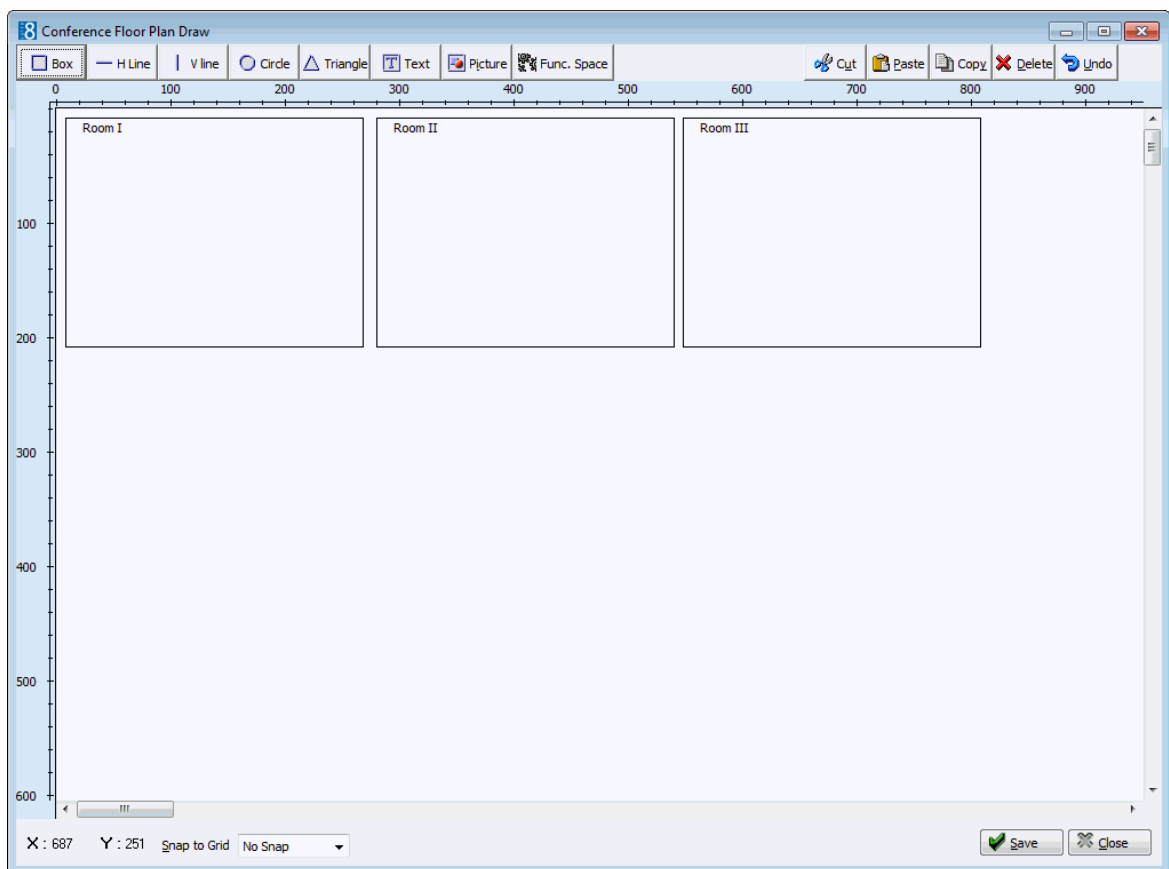 8 Conference Floor Plan Draw
Box H Line V line Circle Triangle Text Picture Func. Space Cut Paste Copy Delete Undo
0 100 200 300 400 500 600 700 800 900
Room I Room II Room III
100
200
300
400
500
600
X : 687 Y : 251 Snap to Grid No Snap Save Close